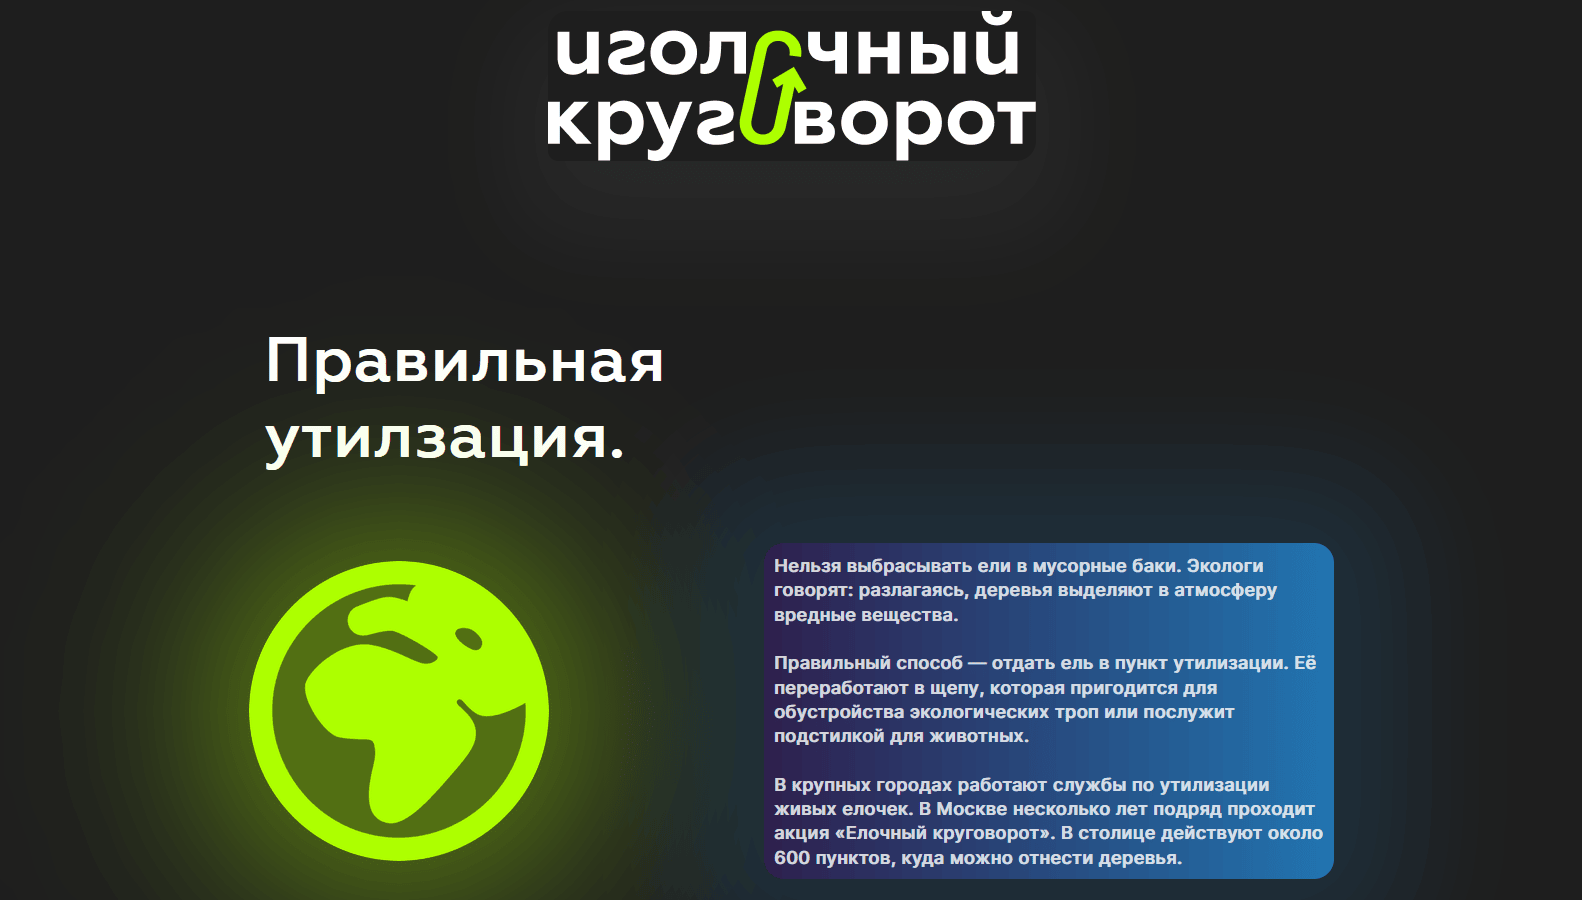 иголочный
круговорот
Правильная
утилзация.
Нельзя выбрасывать ели в мусорные баки. Экологи
говорят: разлагаясь, деревья выделяют в атмосферу
вредные вещества.
Правильный способ — отдать ель в пункт утилизации. Её
переработают в щепу, которая пригодится для
обустройства экологических троп или послужит
подстилкой для животных.
В крупных городах работают службы по утилизации
живых елочек. В Москве несколько лет подряд проходит
акция «Елочный круговорот». В столице действуют около
600 пунктов, куда можно отнести деревья.